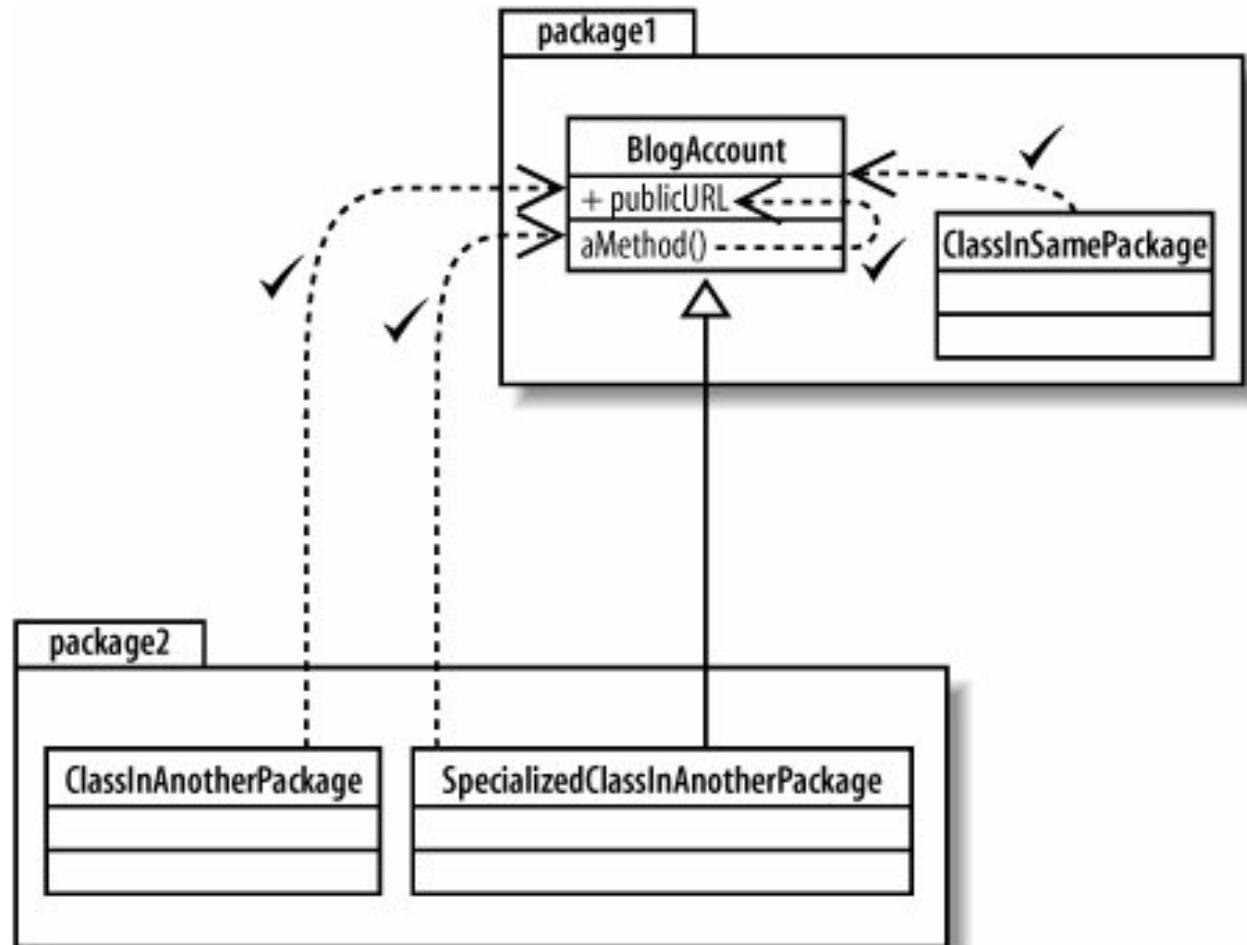 package1
BlogAccount
+ publicURL
aMethod()
ClassInSamePackage
package2
ClassInAnotherPackage
SpecializedClassInAnotherPackage